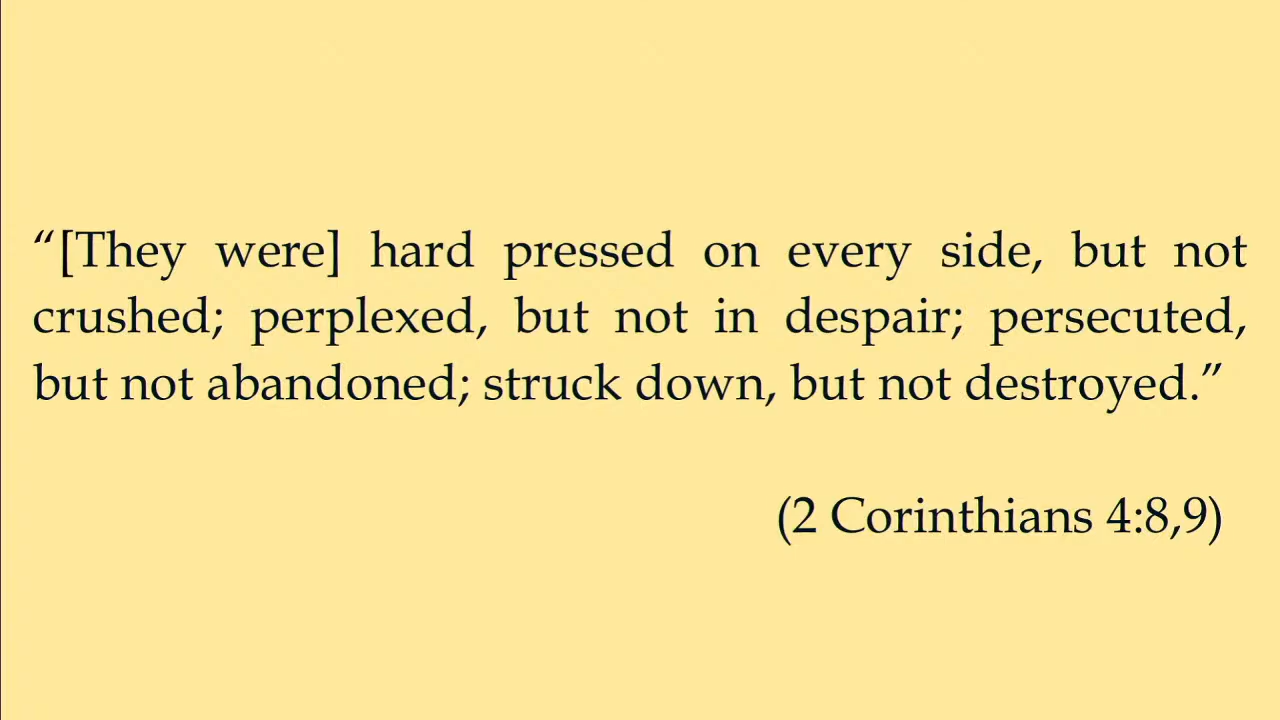 “[They were] hard pressed on every side, but not
crushed; perplexed, but not in despair; persecuted,
but not abandoned; struck down, but not destroyed.”
(2 Corinthians 4:8,9)